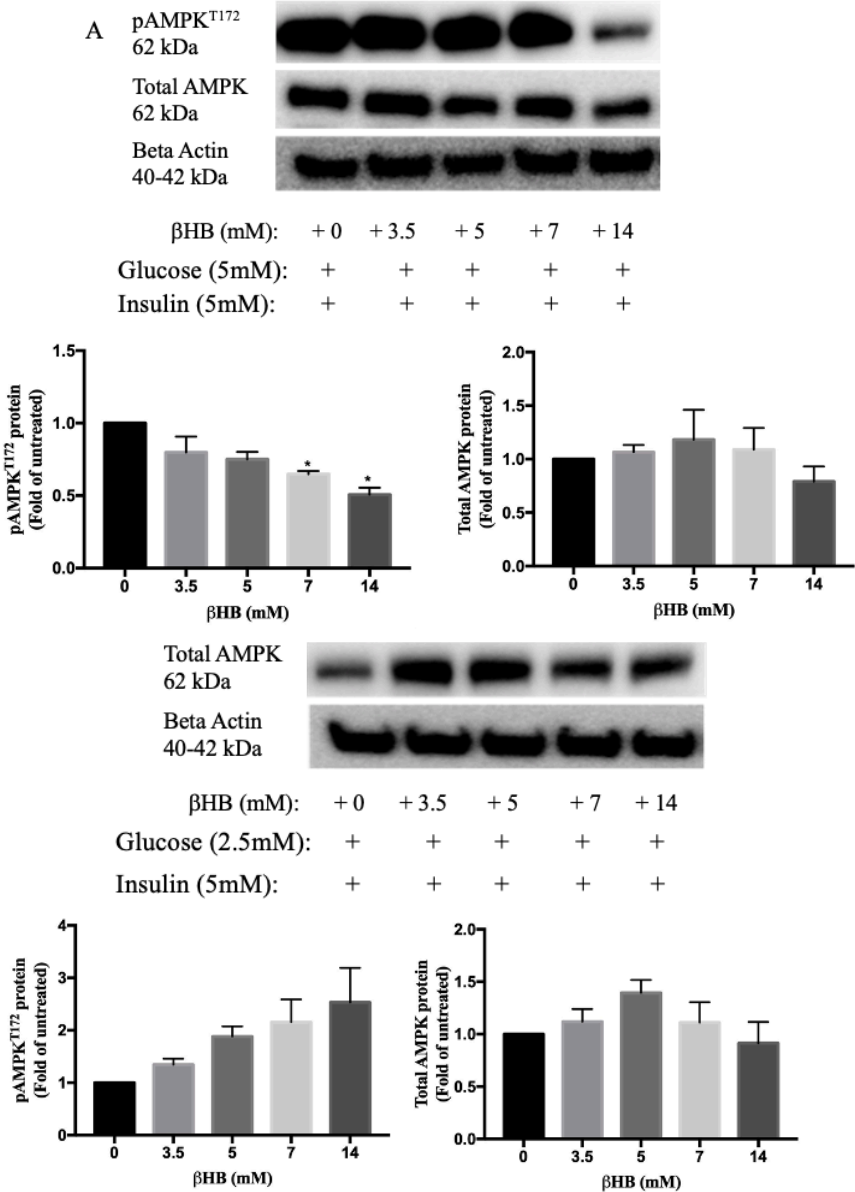 A
pAMPKT172
62 kDa
Total AMPK
62 kDa
Beta Actin
40-42 kDa
βHB (mM): + 0 + 3.5 + 5 + 7 + 14
Glucose (5mM): + + + + +
Insulin (5mM): + + + + +
pAMPKT172 protein
(Fold of untreated)
1.5
1.0
0.5
0.0
* *
0 3.5 5 7 14
βHB (mM)
Total AMPK protein
(Fold of untreated)
2.0
1.5
1.0
0.5
0.0
0 3.5 5 7 14
βHB (mM)
Total AMPK
62 kDa
Beta Actin
40-42 kDa
βHB (mM): + 0 + 3.5 + 5 + 7 + 14
Glucose (2.5mM): + + + + +
Insulin (5mM): + + + + +
pAMPKT172 protein
(Fold of untreated)
4
3
2
1
0
0 3.5 5 7 14
βHB (mM)
Total AMPK protein
(Fold of untreated)
2.0
1.5
1.0
0.5
0.0
0 3.5 5 7 14
βHB (mM)